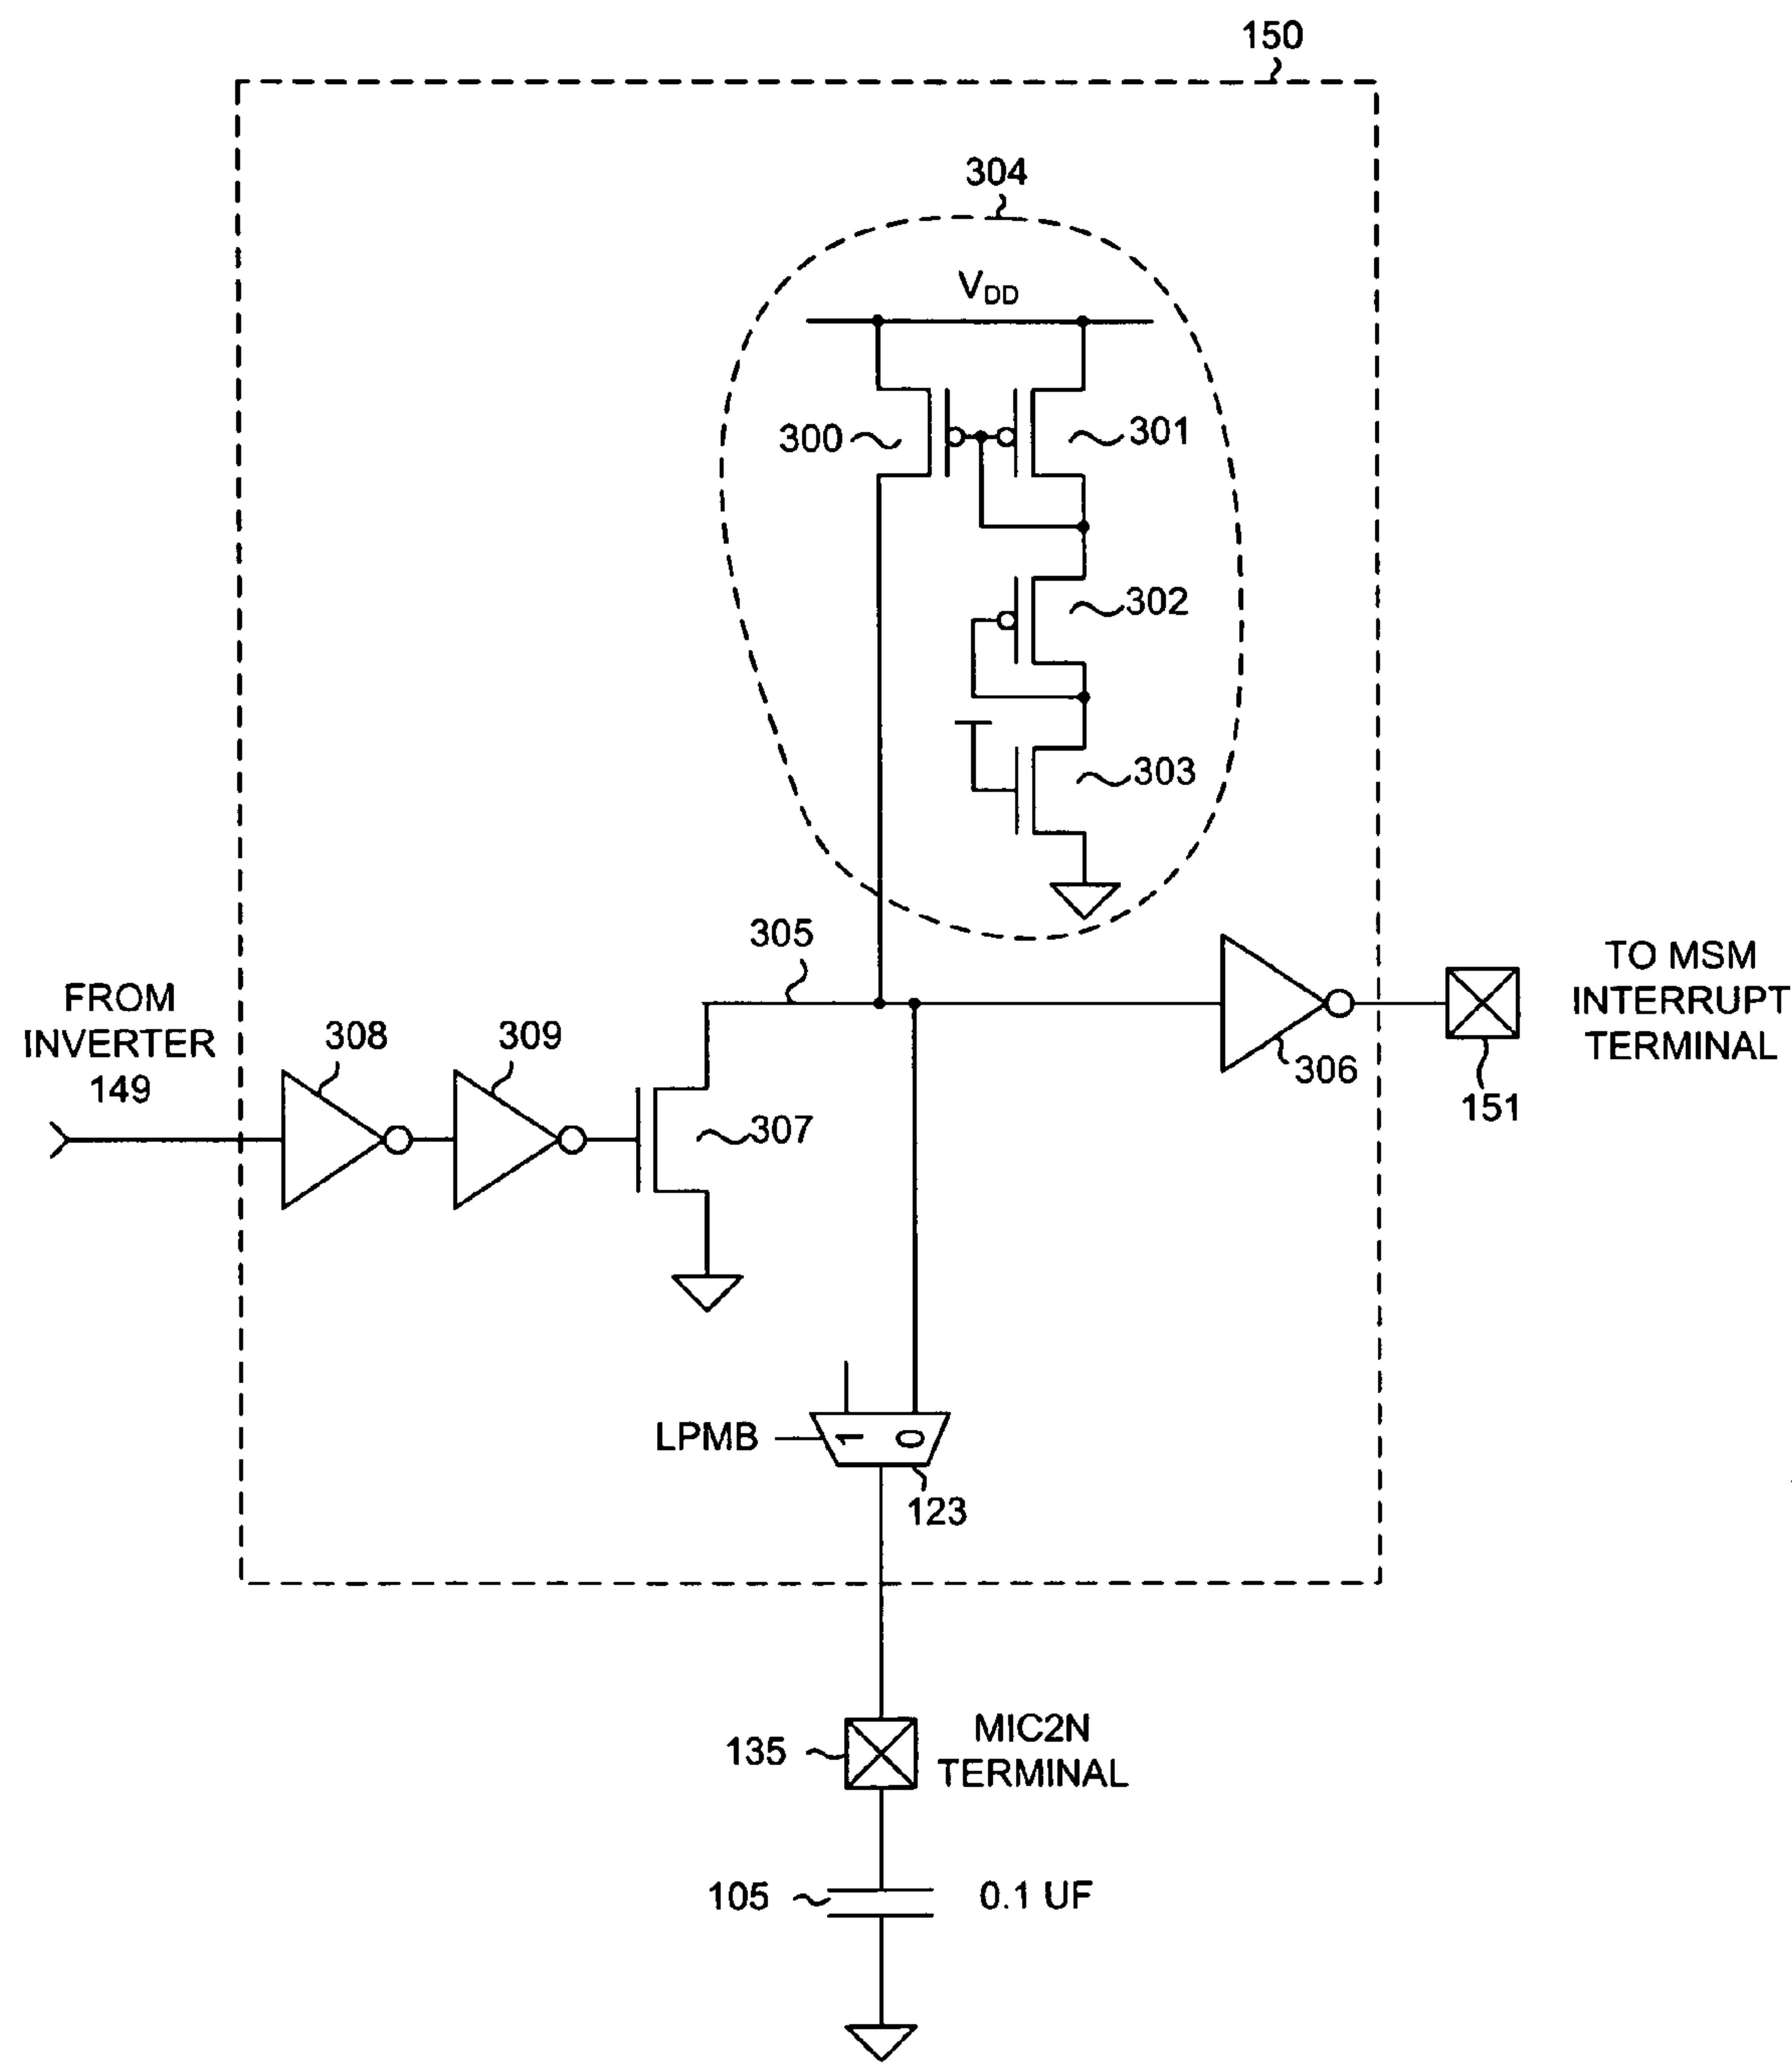 150
304
VDD
300
301
302
303
305
FROM
INVERTER
149
308
309
307
306
TO MSM
INTERRUPT
TERMINAL
151
LPMB
1
0
123
135
MIC2N
TERMINAL
105
0.1 UF